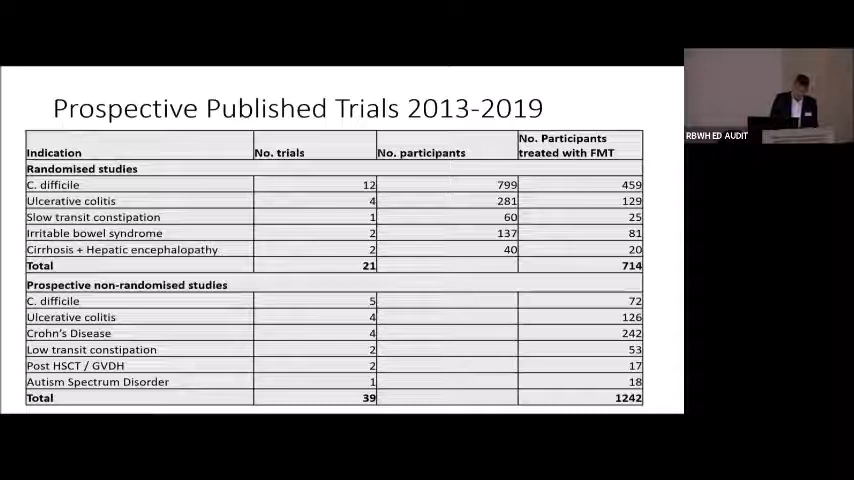 Prospective Published Trials 2013-2019
Indication No. trials No. participants No. Participants treated with FMT
Randomised studies
C. difficile 12 799 459
Ulcerative colitis 4 281 129
Slow transit constipation 1 60 25
Irritable bowel syndrome 2 137 81
Cirrhosis + Hepatic encephalopathy 2 40 20
Total 21 714
Prospective non-randomised studies
C. difficile 5 72
Ulcerative colitis 4 126
Crohn's Disease 4 242
Low transit constipation 2 53
Post HSCT / GVDH 2 17
Autism Spectrum Disorder 1 18
Total 39 1242
RBWH ED AUDIT